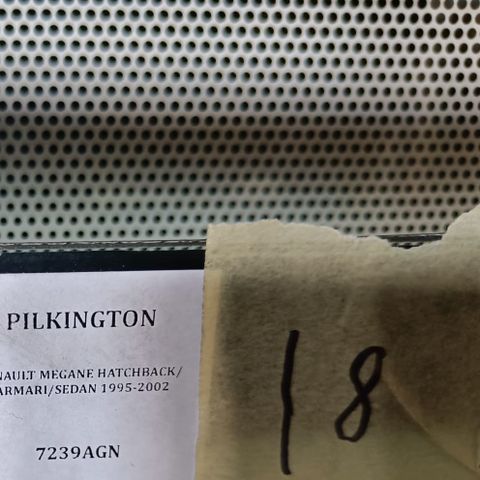 PILKINGTON
NAULT MEGANE HATCHBACK/
ARMARI/SEDAN 1995-2002
7239AGN
18